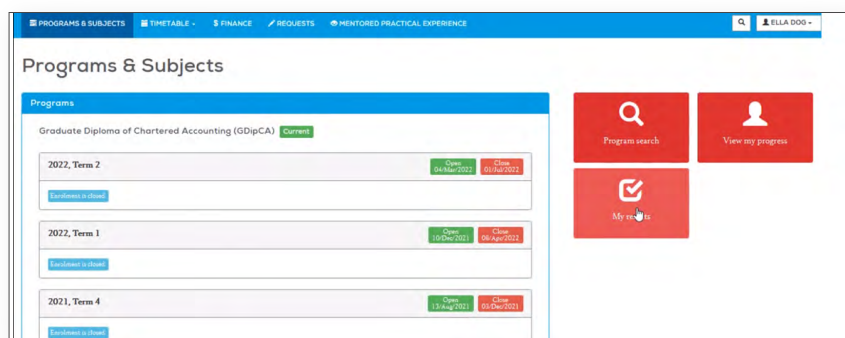 PROGRAMS & SUBJECTS TIMETABLE $ FINANCE REQUESTS MENTORED PRACTICAL EXPERIENCE ELLA DOG
Programs & Subjects
Programs
Graduate Diploma of Chartered Accounting (GDipCA) Current
Program search View my progress
2022, Term 2 Open 04/Mar/2022 Close 01/Jul/2022
Enrolment is closed
My results
2022, Term 1 Open 10/Dec/2021 Close 06/Apr/2022
Enrolment is closed
2021, Term 4 Open 13/Aug/2021 Close 03/Dec/2021
Enrolment is closed